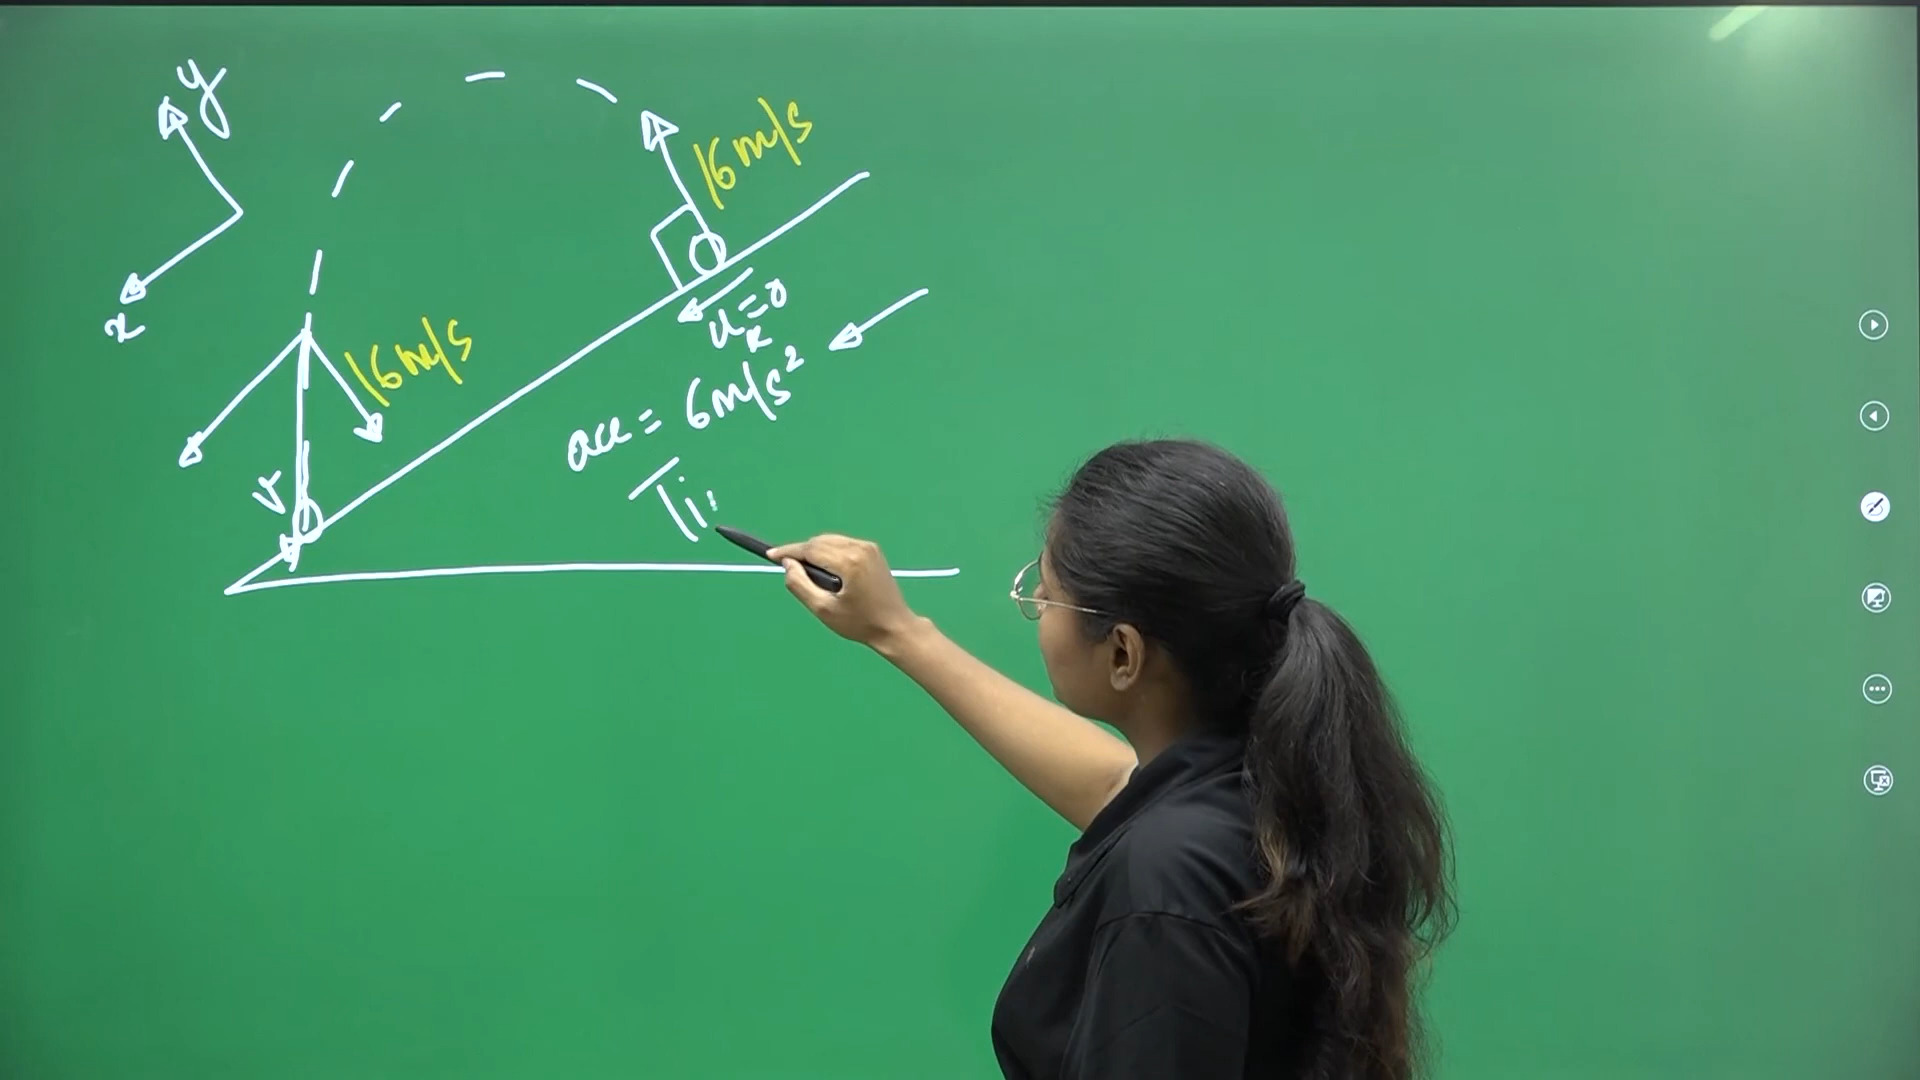 y
x
16 m/s
16 m/s
u
x
=0
acc = 6 m/s²
v
Ti